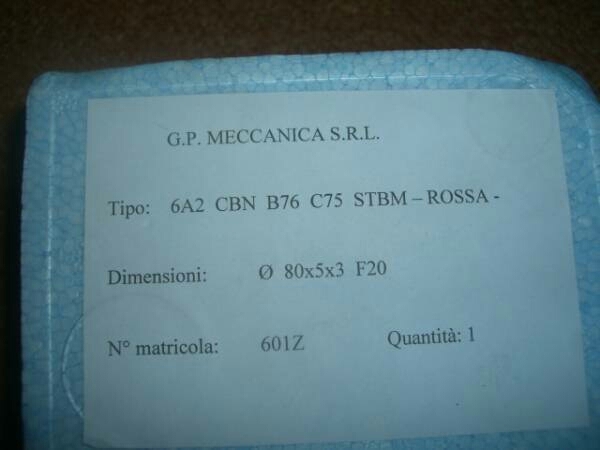 G.P. MECCANICA S.R.L.
Tipo: 6A2 CBN B76 C75 STBM – ROSSA -
Dimensioni: Ø 80x5x3 F20
N° matricola: 601Z Quantità: 1